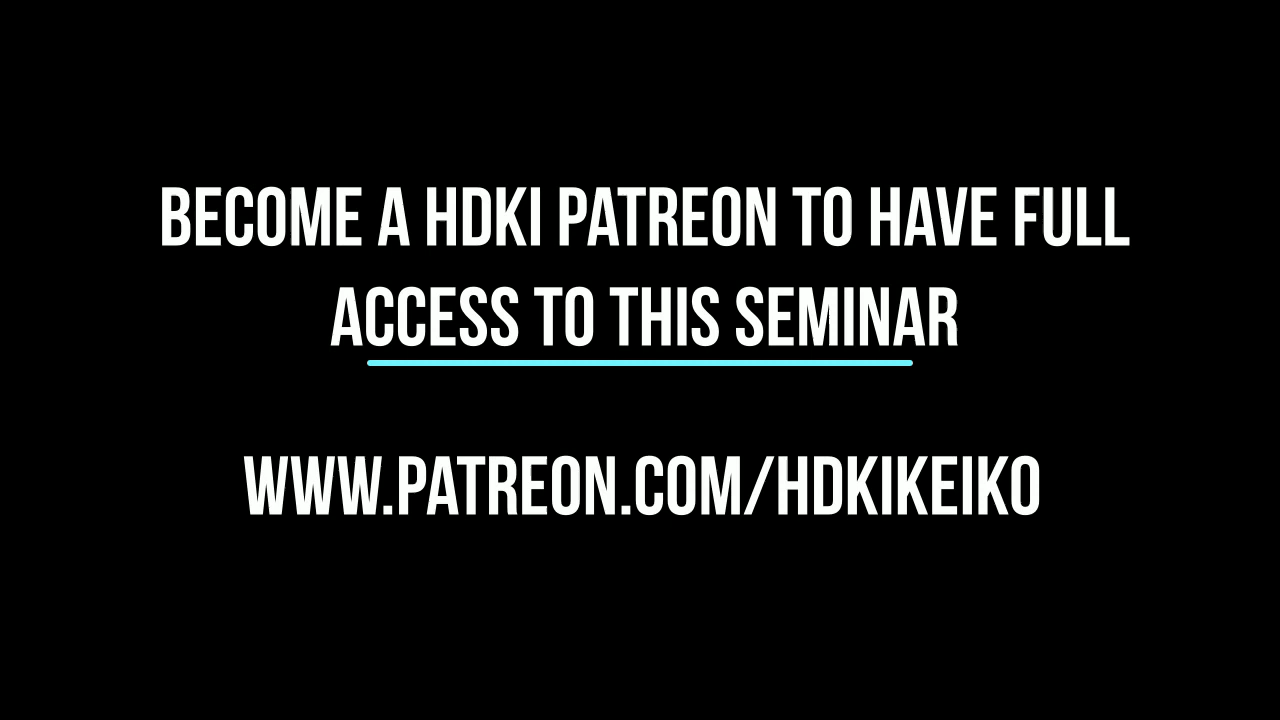 BECOME A HDKI PATREON TO HAVE FULL
ACCESS TO THIS SEMINAR
WWW.PATREON.COM/HDKIKEIKO